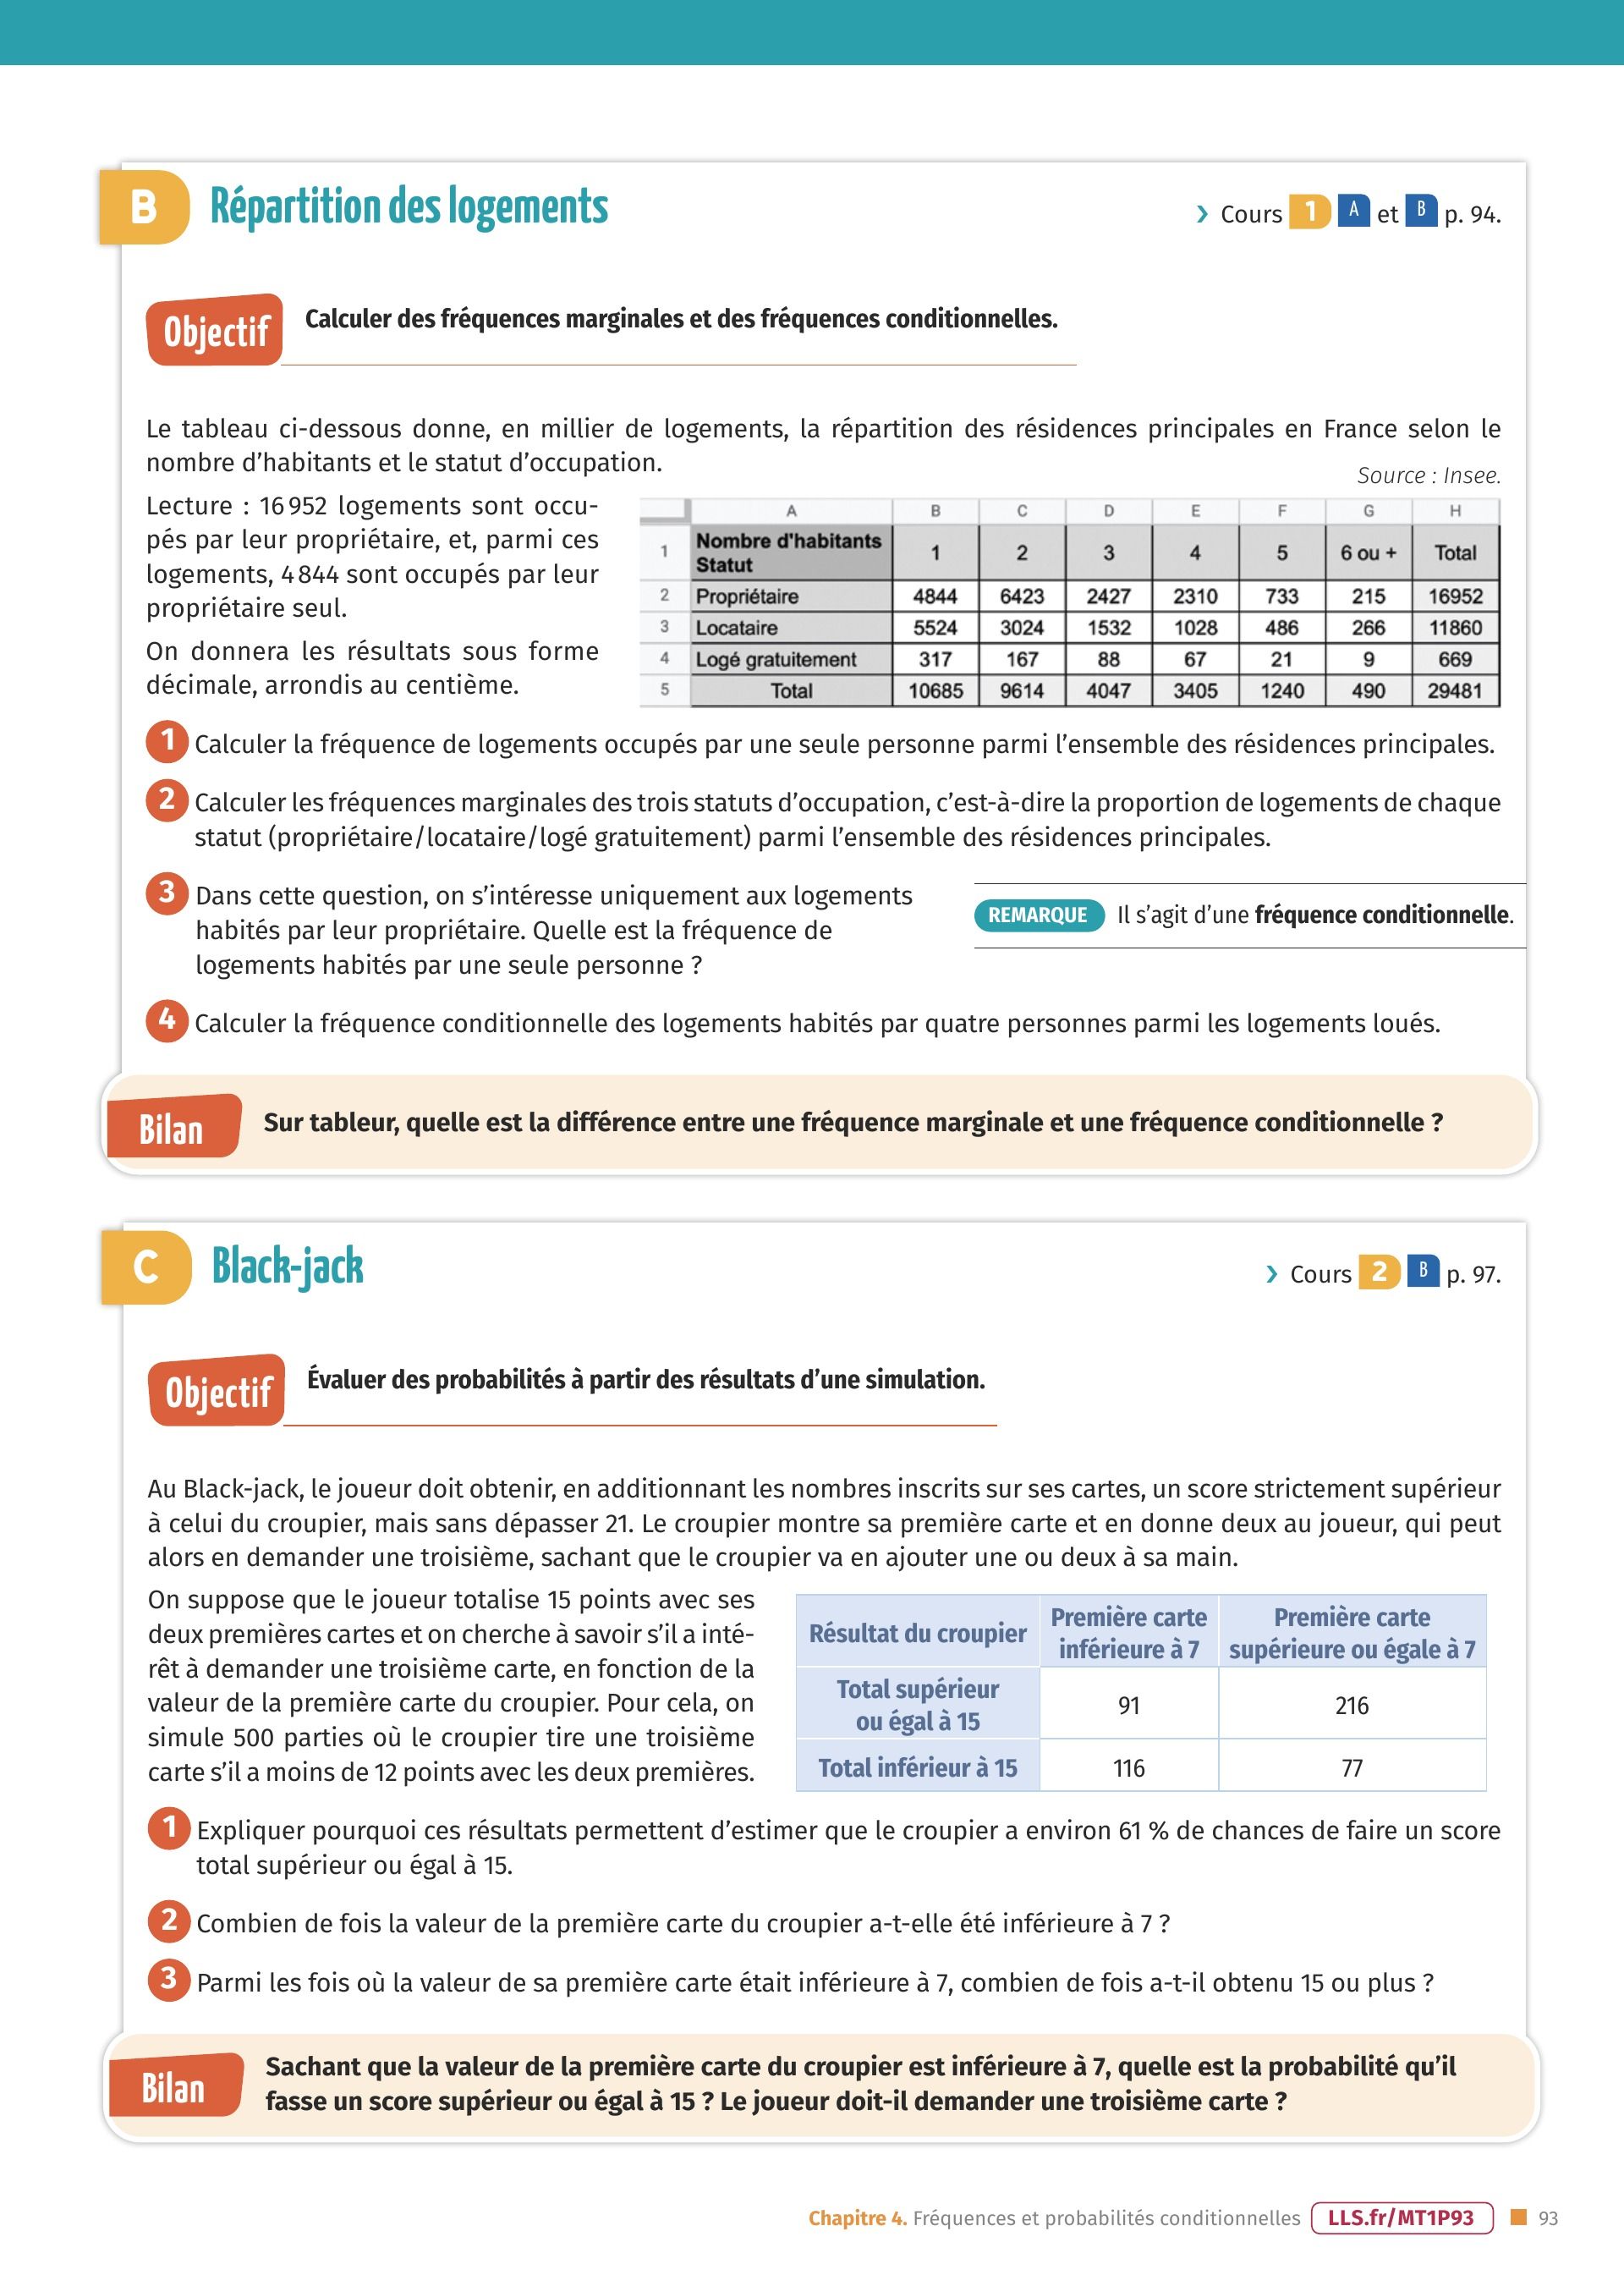 B
Répartition des logements
› Cours 1 A et B p. 94.
Objectif
Calculer des fréquences marginales et des fréquences conditionnelles.
Le tableau ci-dessous donne, en millier de logements, la répartition des résidences principales en France selon le
nombre d’habitants et le statut d’occupation.
Source : Insee.
Lecture : 16 952 logements sont occu-
pés par leur propriétaire, et, parmi ces
logements, 4 844 sont occupés par leur
propriétaire seul.
On donnera les résultats sous forme
décimale, arrondis au centième.
A B C D E F G H
1 Nombre d'habitants
Statut 1 2 3 4 5 6 ou + Total
2 Propriétaire 4844 6423 2427 2310 733 215 16952
3 Locataire 5524 3024 1532 1028 486 266 11860
4 Logé gratuitement 317 167 88 67 21 9 669
5 Total 10685 9614 4047 3405 1240 490 29481
1 Calculer la fréquence de logements occupés par une seule personne parmi l’ensemble des résidences principales.
2 Calculer les fréquences marginales des trois statuts d’occupation, c’est-à-dire la proportion de logements de chaque
statut (propriétaire/locataire/logé gratuitement) parmi l’ensemble des résidences principales.
3 Dans cette question, on s’intéresse uniquement aux logements
habités par leur propriétaire. Quelle est la fréquence de
logements habités par une seule personne ?
REMARQUE Il s’agit d’une fréquence conditionnelle.
4 Calculer la fréquence conditionnelle des logements habités par quatre personnes parmi les logements loués.
Bilan
Sur tableur, quelle est la différence entre une fréquence marginale et une fréquence conditionnelle ?
C
Black-jack
› Cours 2 B p. 97.
Objectif
Évaluer des probabilités à partir des résultats d’une simulation.
Au Black-jack, le joueur doit obtenir, en additionnant les nombres inscrits sur ses cartes, un score strictement supérieur
à celui du croupier, mais sans dépasser 21. Le croupier montre sa première carte et en donne deux au joueur, qui peut
alors en demander une troisième, sachant que le croupier va en ajouter une ou deux à sa main.
On suppose que le joueur totalise 15 points avec ses
deux premières cartes et on cherche à savoir s’il a inté-
rêt à demander une troisième carte, en fonction de la
valeur de la première carte du croupier. Pour cela, on
simule 500 parties où le croupier tire une troisième
carte s’il a moins de 12 points avec les deux premières.
Résultat du croupier
Première carte
inférieure à 7
Première carte
supérieure ou égale à 7
Total supérieur
ou égal à 15
91 216
Total inférieur à 15 116 77
1 Expliquer pourquoi ces résultats permettent d’estimer que le croupier a environ 61 % de chances de faire un score
total supérieur ou égal à 15.
2 Combien de fois la valeur de la première carte du croupier a-t-elle été inférieure à 7 ?
3 Parmi les fois où la valeur de sa première carte était inférieure à 7, combien de fois a-t-il obtenu 15 ou plus ?
Bilan
Sachant que la valeur de la première carte du croupier est inférieure à 7, quelle est la probabilité qu’il
fasse un score supérieur ou égal à 15 ? Le joueur doit-il demander une troisième carte ?
Chapitre 4. Fréquences et probabilités conditionnelles LLS.fr/MT1P93 93